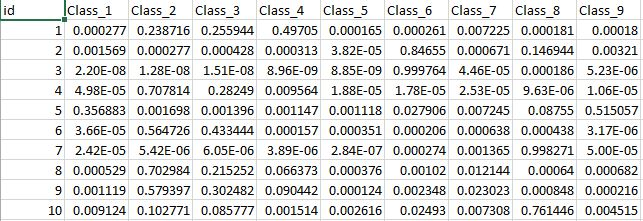 id Class_1 Class_2 Class_3 Class_4 Class_5 Class_6 Class_7 Class_8 Class_9
1 0.000277 0.238716 0.255944 0.49705 0.000165 0.000261 0.007225 0.000181 0.00018
2 0.001569 0.000277 0.000428 0.000313 3.82E-05 0.84655 0.000671 0.146944 0.00321
3 2.20E-08 1.28E-08 1.51E-08 8.96E-09 8.85E-09 0.999764 4.46E-05 0.000186 5.23E-06
4 4.98E-05 0.707814 0.28249 0.009564 1.88E-05 1.78E-05 2.53E-05 9.63E-06 1.06E-05
5 0.356883 0.001698 0.001396 0.001147 0.001118 0.027906 0.007245 0.08755 0.515057
6 3.66E-05 0.564726 0.433444 0.000157 0.000351 0.000206 0.000638 0.000438 3.17E-06
7 2.42E-05 5.42E-06 6.05E-06 3.89E-06 2.84E-07 0.000274 0.001365 0.998271 5.00E-05
8 0.000529 0.702984 0.215252 0.066373 0.000376 0.00102 0.012144 0.00064 0.000682
9 0.001119 0.579397 0.302482 0.090442 0.000124 0.002348 0.023023 0.000848 0.000216
10 0.009124 0.102771 0.085777 0.001514 0.002616 0.02493 0.007308 0.761446 0.004515